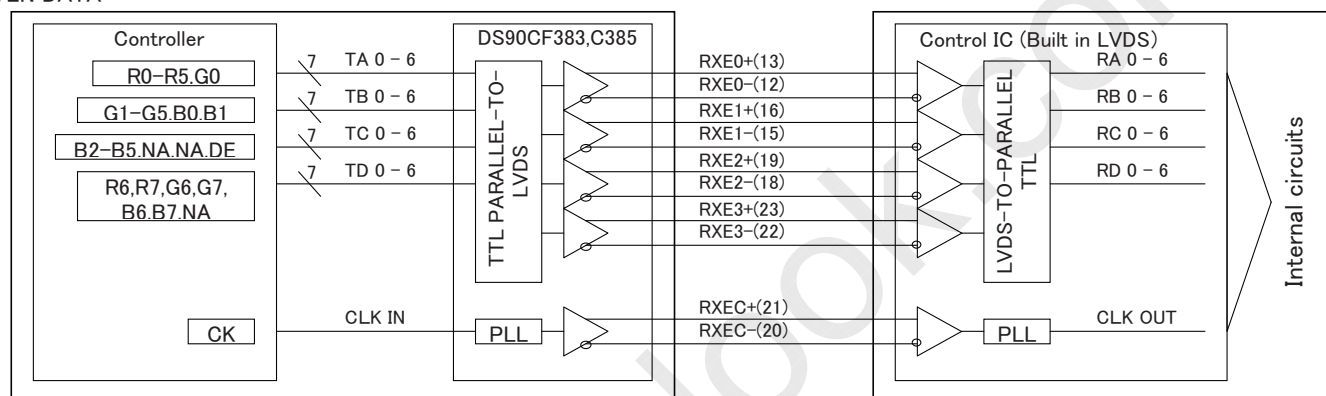 Controller
R0-R5.G0
G1-G5.B0.B1
B2-B5.NA.NA.DE
R6,R7,G6,G7,
B6.B7.NA
CK
7 TA 0 - 6
7 TB 0 - 6
7 TC 0 - 6
7 TD 0 - 6
CLK IN
DS90CF383,C385
TTL PARALLEL-TO-
LVDS
PLL
RXE0+(13)
RXE0-(12)
RXE1+(16)
RXE1-(15)
RXE2+(19)
RXE2-(18)
RXE3+(23)
RXE3-(22)
RXEC+(21)
RXEC-(20)
Control IC (Built in LVDS)
LVDS-TO-PARALLEL
TTL
PLL
RA 0 - 6
RB 0 - 6
RC 0 - 6
RD 0 - 6
CLK OUT
Internal circuits